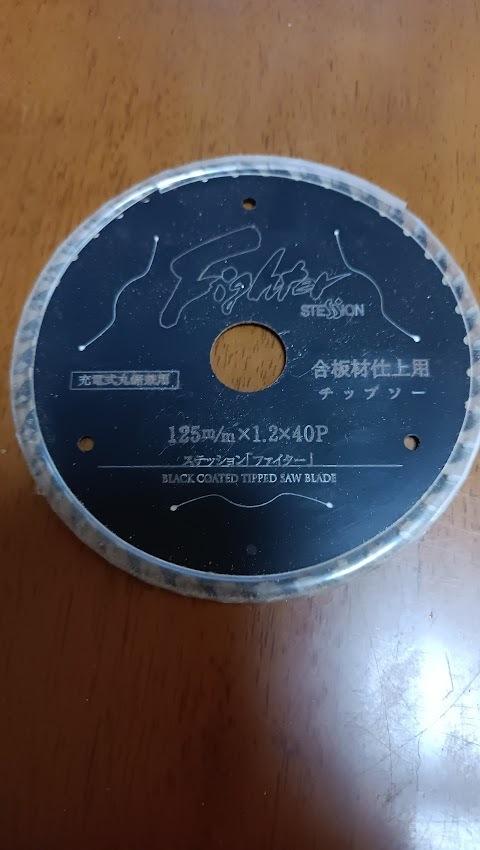 Fighter
STESSION
合板材仕上用
チップソー
充電式丸鋸兼用
125m/m×1.2×40P
ステッション「ファイター」
BLACK COATED TIPPED SAW BLADE